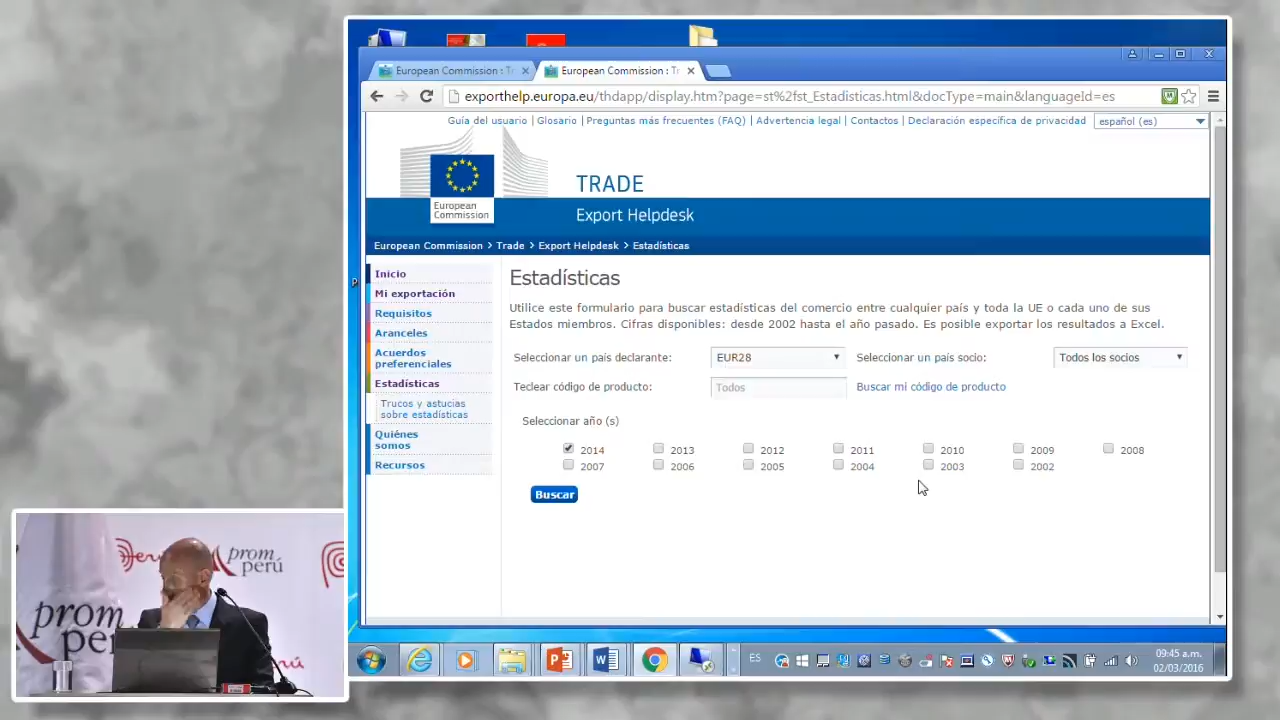 European Commission : Tr
European Commission : Tr
exporthelp.europa.eu/thdapp/display.htm?page=st%2fst_Estadisticas.html&docType=main&languageId=es
Guía del usuario | Glosario | Preguntas más frecuentes (FAQ) | Advertencia legal | Contactos | Declaración específica de privacidad
español (es)
European
Commission
TRADE
Export Helpdesk
European Commission > Trade > Export Helpdesk > Estadísticas
Inicio
Mi exportación
Requisitos
Aranceles
Acuerdos
preferenciales
Estadísticas
Trucos y astucias
sobre estadísticas
Quiénes
somos
Recursos
Estadísticas
Utilice este formulario para buscar estadísticas del comercio entre cualquier país y toda la UE o cada uno de sus
Estados miembros. Cifras disponibles: desde 2002 hasta el año pasado. Es posible exportar los resultados a Excel.
Seleccionar un país declarante: EUR28 Seleccionar un país socio: Todos los socios
Teclear código de producto: Todos Buscar mi código de producto
Seleccionar año (s)
2014 2013 2012 2011 2010 2009 2008
2007 2006 2005 2004 2003 2002
Buscar
ES
09:45 a.m.
02/03/2016
Perú
prom
perú
prom